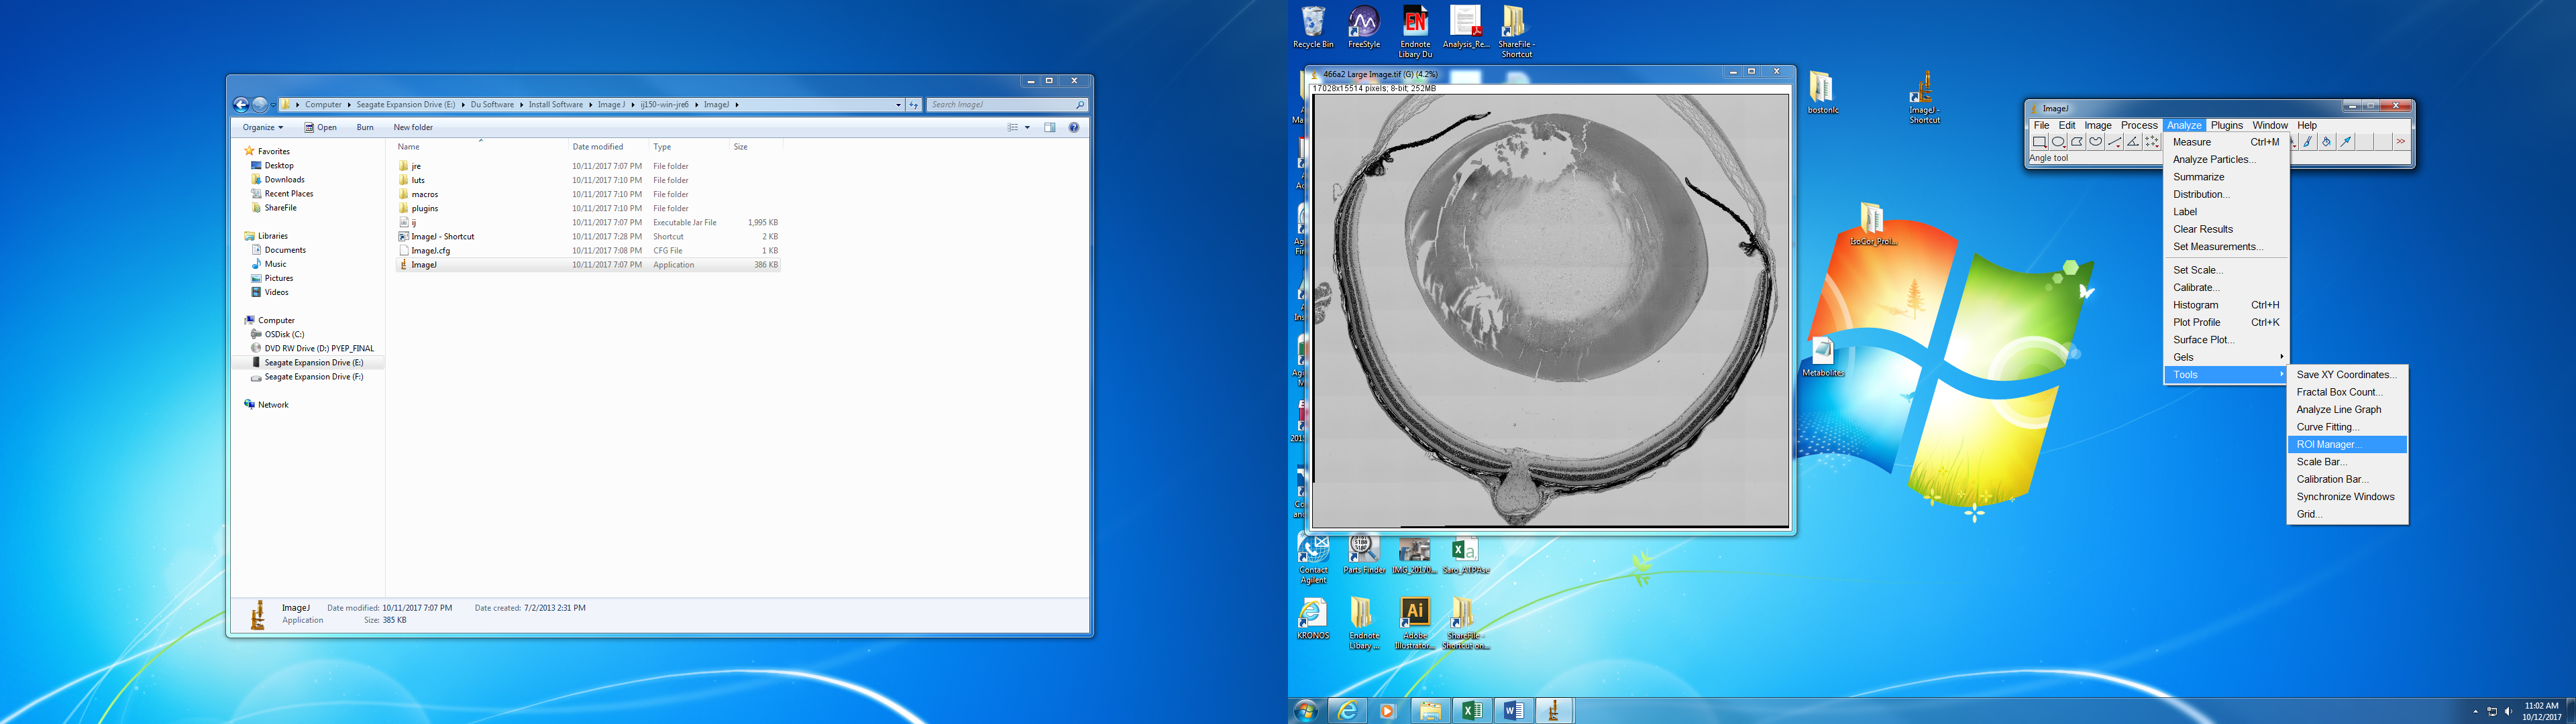 Computer ▸ Seagate Expansion Drive (E:) ▸ Du Software ▸ Install Software ▸ Image J ▸ ij150-win-jre6 ▸ ImageJ ▸
Search ImageJ
Organize Open Burn New folder
Favorites
Desktop
Downloads
Recent Places
ShareFile
Libraries
Documents
Music
Pictures
Videos
Computer
OSDisk (C:)
DVD RW Drive (D:) PYEP_FINAL
Seagate Expansion Drive (E:)
Seagate Expansion Drive (F:)
Network
Name Date modified Type Size
jre 10/11/2017 7:07 PM File folder
luts 10/11/2017 7:10 PM File folder
macros 10/11/2017 7:10 PM File folder
plugins 10/11/2017 7:10 PM File folder
ij 10/11/2017 7:07 PM Executable Jar File 1,995 KB
ImageJ - Shortcut 10/11/2017 7:28 PM Shortcut 2 KB
ImageJ.cfg 10/11/2017 7:08 PM CFG File 1 KB
ImageJ 10/11/2017 7:07 PM Application 386 KB
ImageJ Date modified: 10/11/2017 7:07 PM Date created: 7/2/2013 2:31 PM
Application Size: 385 KB
Recycle Bin
FreeStyle
Endnote
Libary Du
Analysis_Re...
ShareFile -
Shortcut
466a2 Large Image.tif (G) (4.2%)
17028x15514 pixels; 8-bit; 252MB
bostonlc
ImageJ -
Shortcut
IsoCor_Prol...
Metabolites
Contact
Agilent
Parts Finder
IMG_20170...
Saro_ATPAse
KRONOS
Endnote
Libary ...
Adobe
Illustrator...
ShareFile -
Shortcut on...
ImageJ
File Edit Image Process Analyze Plugins Window Help
>>
Angle tool
Measure Ctrl+M
Analyze Particles...
Summarize
Distribution...
Label
Clear Results
Set Measurements...
Set Scale...
Calibrate...
Histogram Ctrl+H
Plot Profile Ctrl+K
Surface Plot...
Gels
Tools
Save XY Coordinates...
Fractal Box Count...
Analyze Line Graph
Curve Fitting...
ROI Manager...
Scale Bar...
Calibration Bar...
Synchronize Windows
Grid...
11:02 AM
10/12/2017